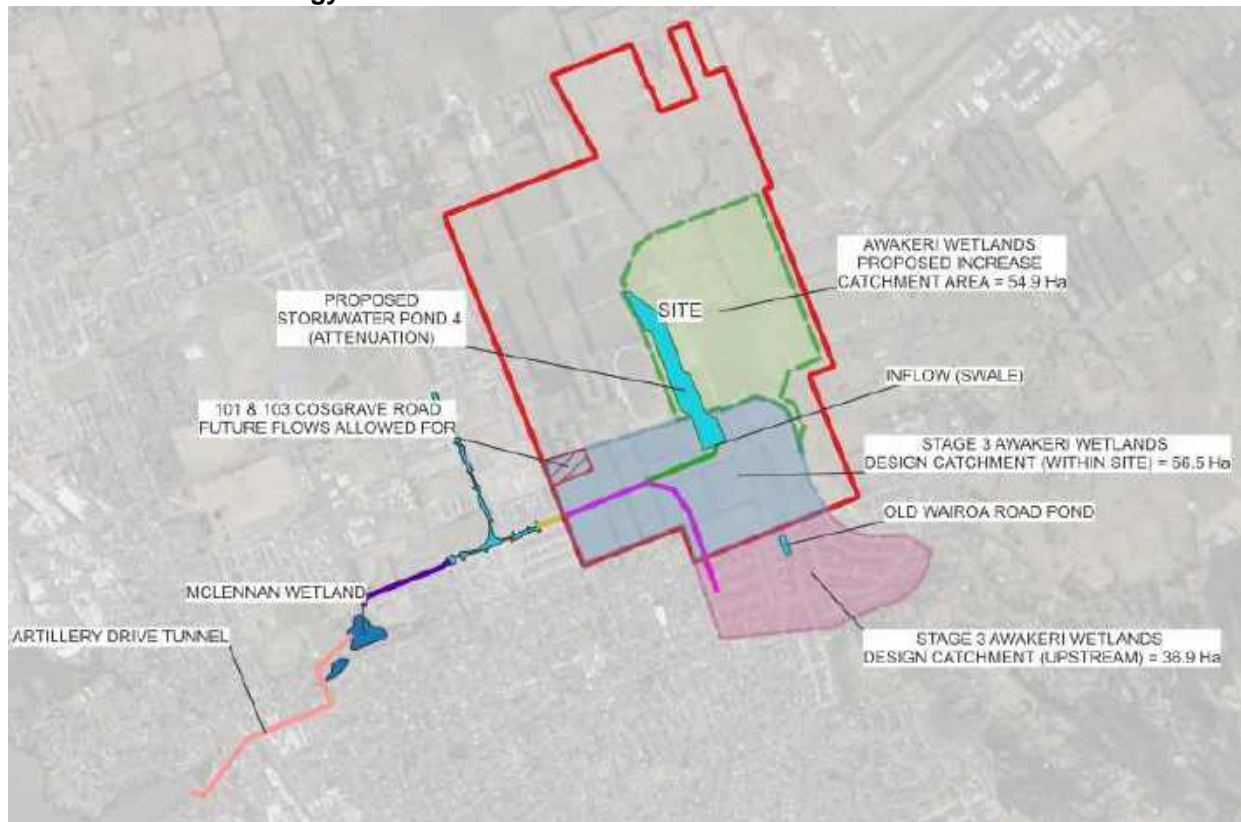 gy
AWAKERI WETLANDS
PROPOSED INCREASE
CATCHMENT AREA = 54.9 Ha
PROPOSED
STORMWATER POND 4
(ATTENUATION)
SITE
INFLOW (SWALE)
101 & 103 COSGRAVE ROAD
FUTURE FLOWS ALLOWED FOR
STAGE 3 AWAKERI WETLANDS
DESIGN CATCHMENT (WITHIN SITE) = 56.5 Ha
OLD WAIROA ROAD POND
MCLENNAN WETLAND
ARTILLERY DRIVE TUNNEL
STAGE 3 AWAKERI WETLANDS
DESIGN CATCHMENT (UPSTREAM) = 36.9 Ha